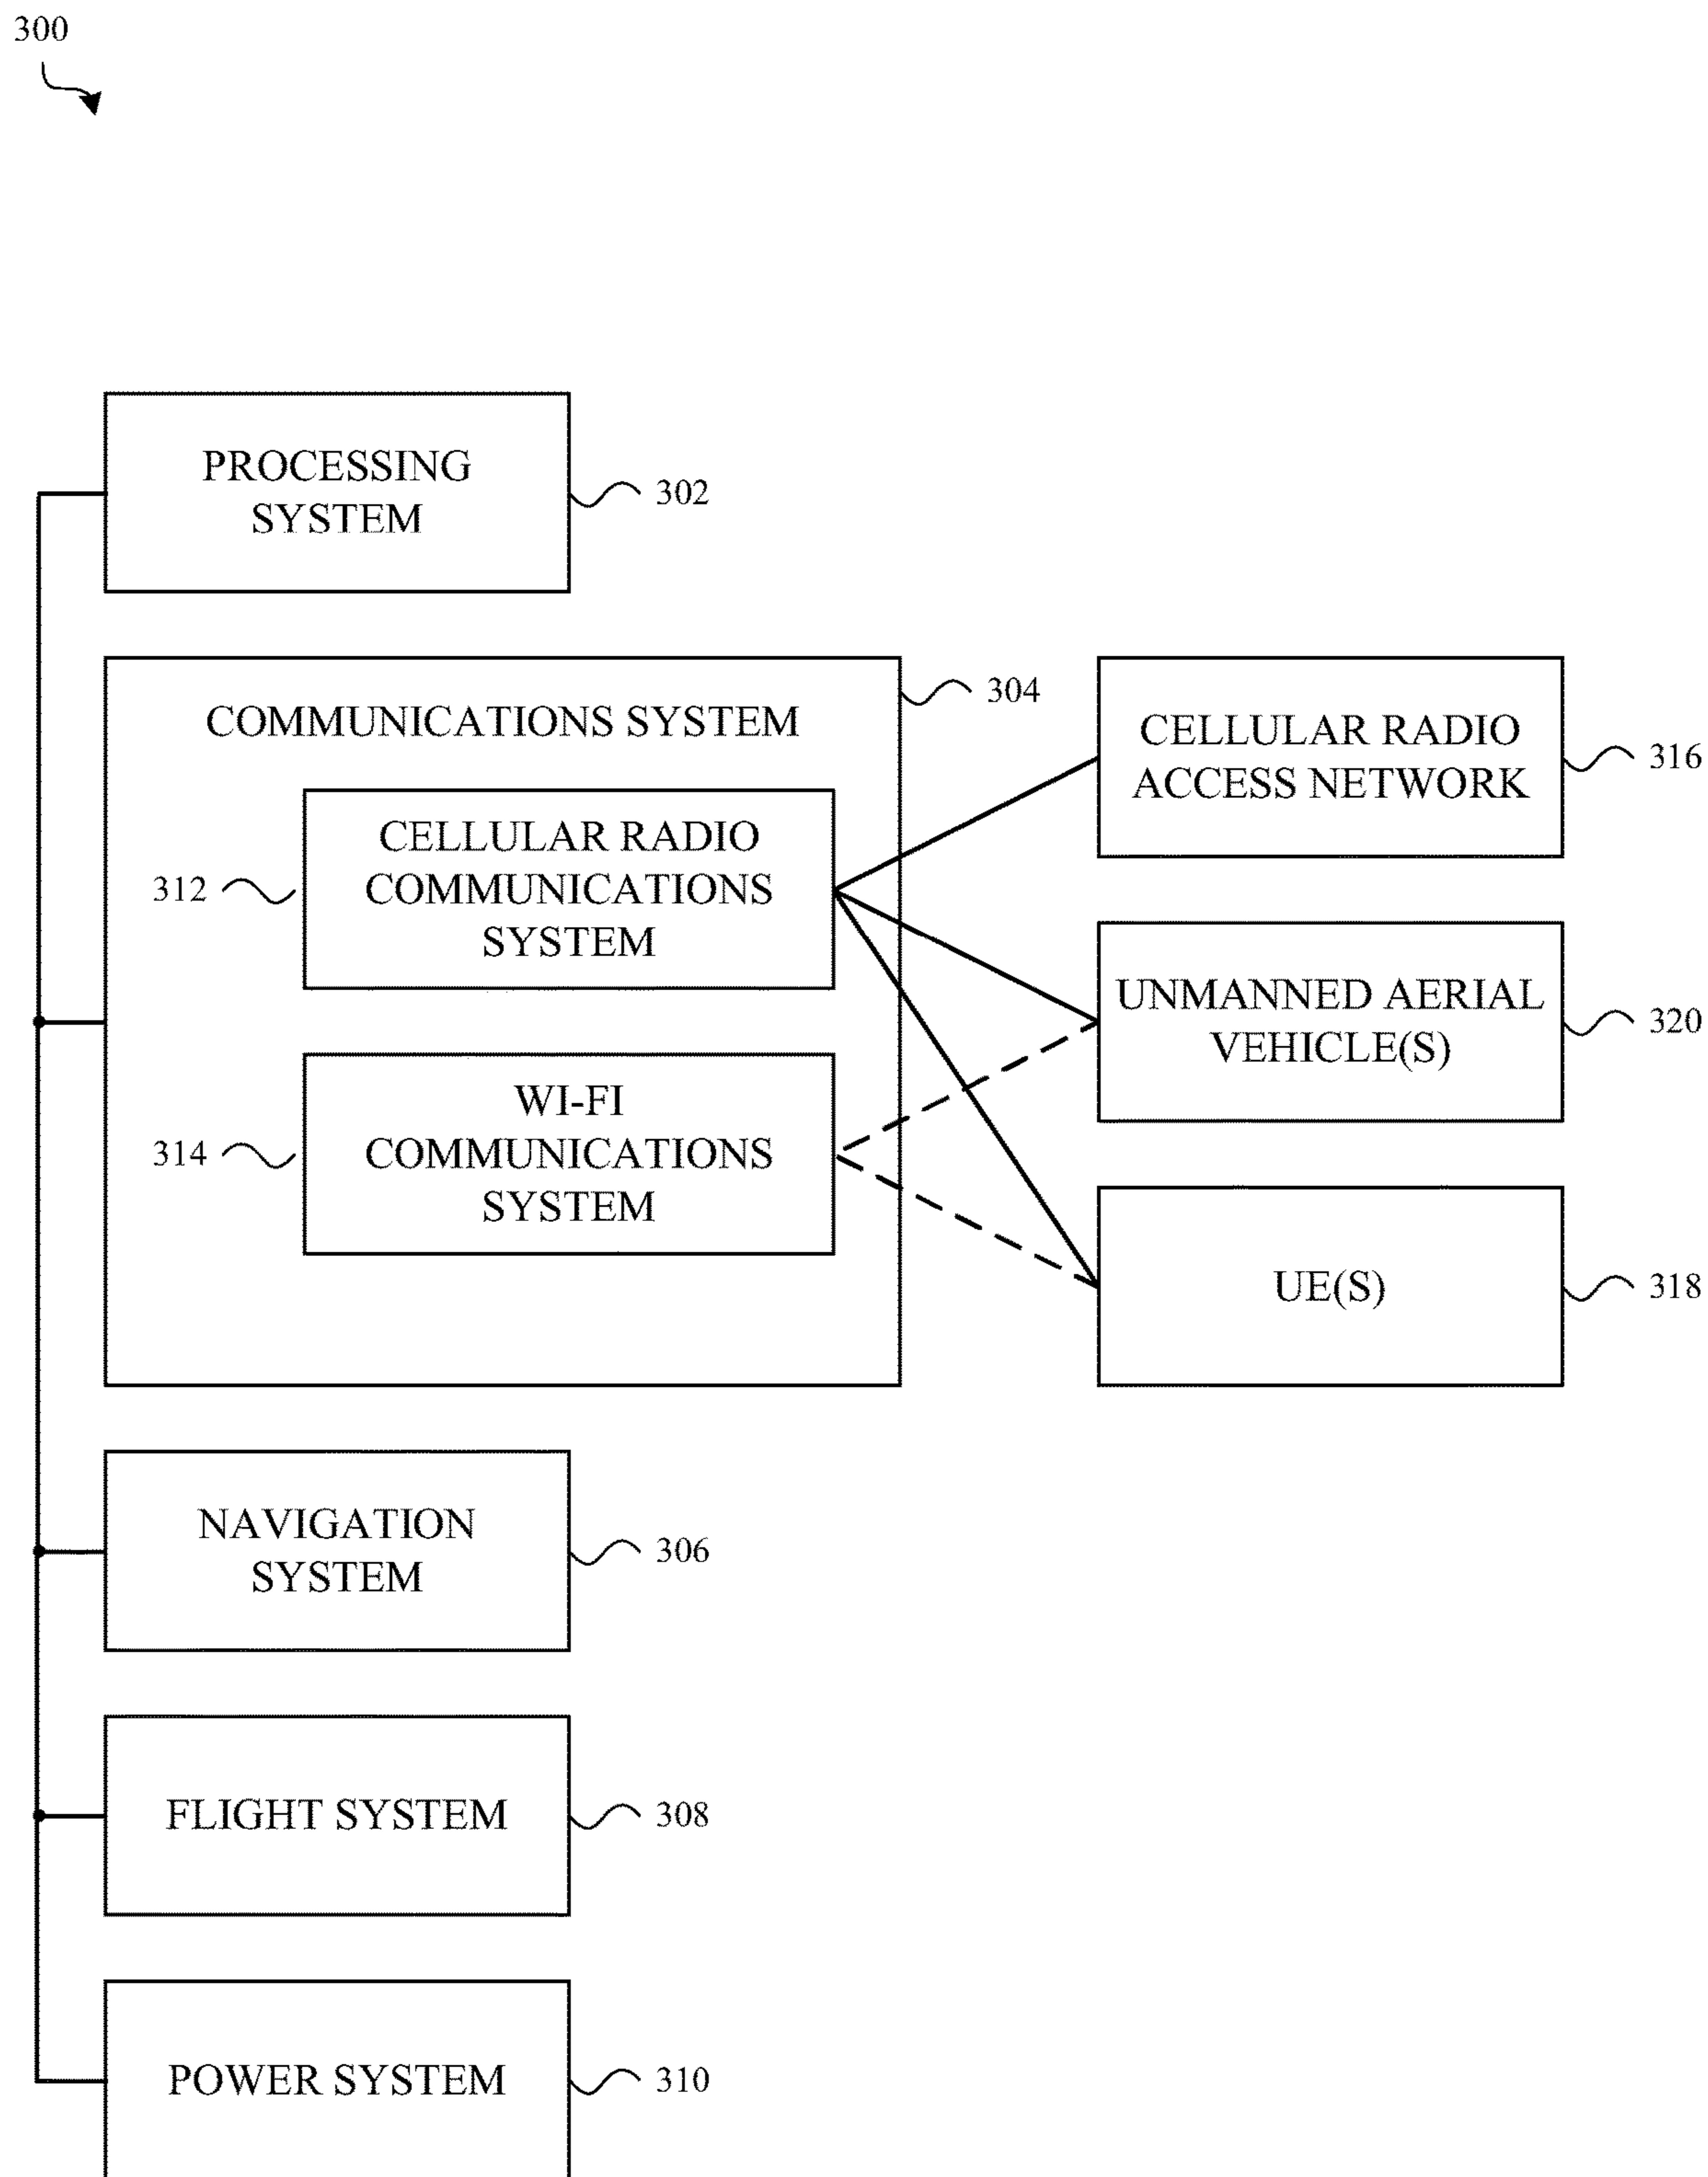 300
PROCESSING
SYSTEM
302
COMMUNICATIONS SYSTEM
304
CELLULAR RADIO
COMMUNICATIONS
SYSTEM
312
WI-FI
COMMUNICATIONS
SYSTEM
314
CELLULAR RADIO
ACCESS NETWORK
316
UNMANNED AERIAL
VEHICLE(S)
320
UE(S)
318
NAVIGATION
SYSTEM
306
FLIGHT SYSTEM
308
POWER SYSTEM
310